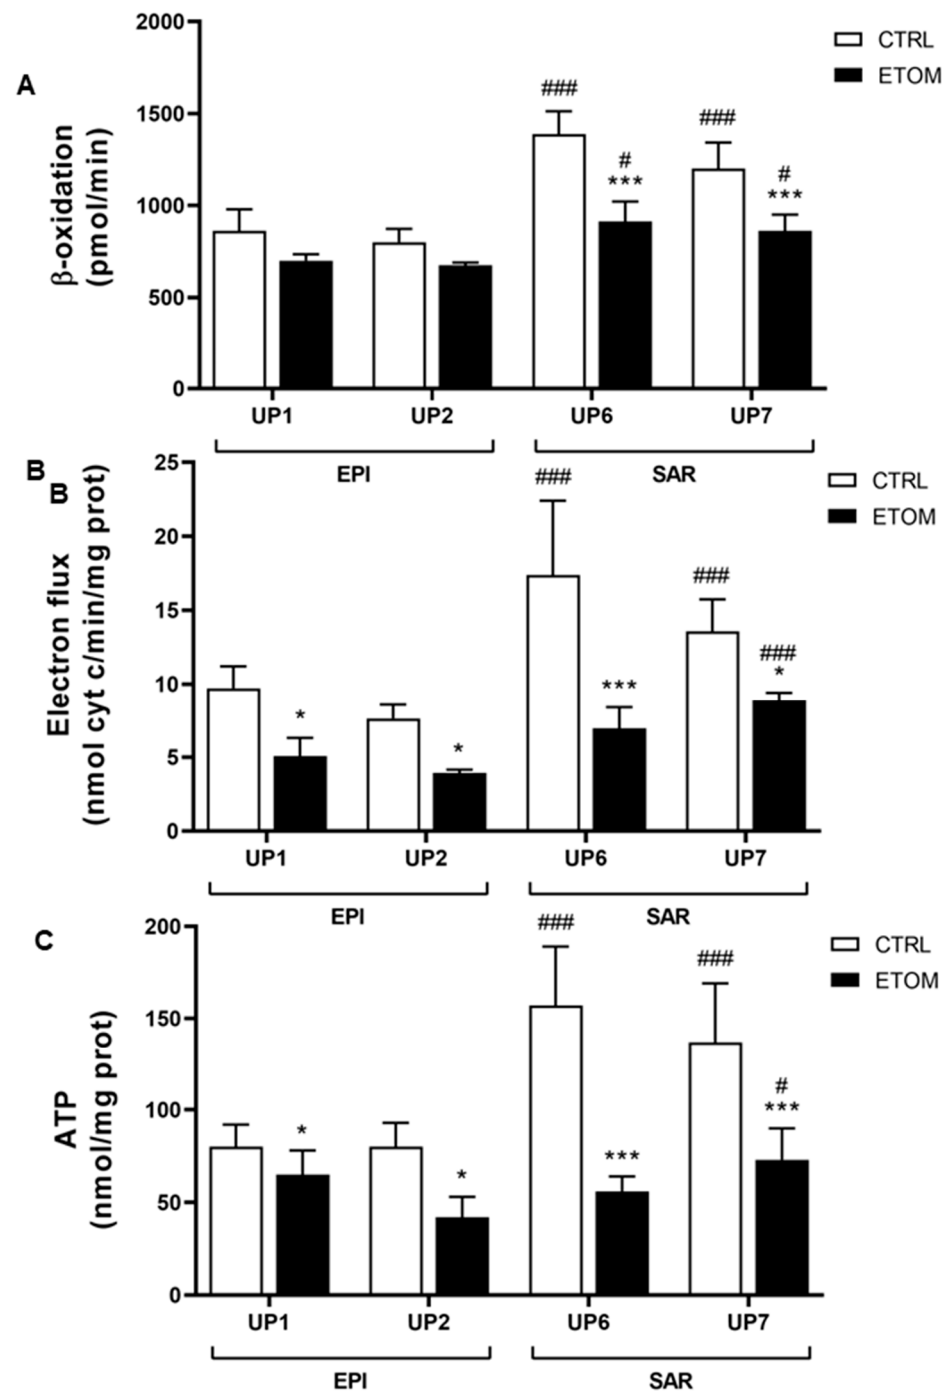 A
β-oxidation
(pmol/min)
2000
1500
1000
500
0
CTRL
ETOM
###
#
***
###
#
***
UP1 UP2 UP6 UP7
EPI SAR
B
B
Electron flux
(nmol cyt c/min/mg prot)
25
20
15
10
5
0
CTRL
ETOM
*
*
###
***
###
###
*
UP1 UP2 UP6 UP7
EPI SAR
C
ATP
(nmol/mg prot)
200
150
100
50
0
CTRL
ETOM
*
*
###
***
###
#
***
UP1 UP2 UP6 UP7
EPI SAR